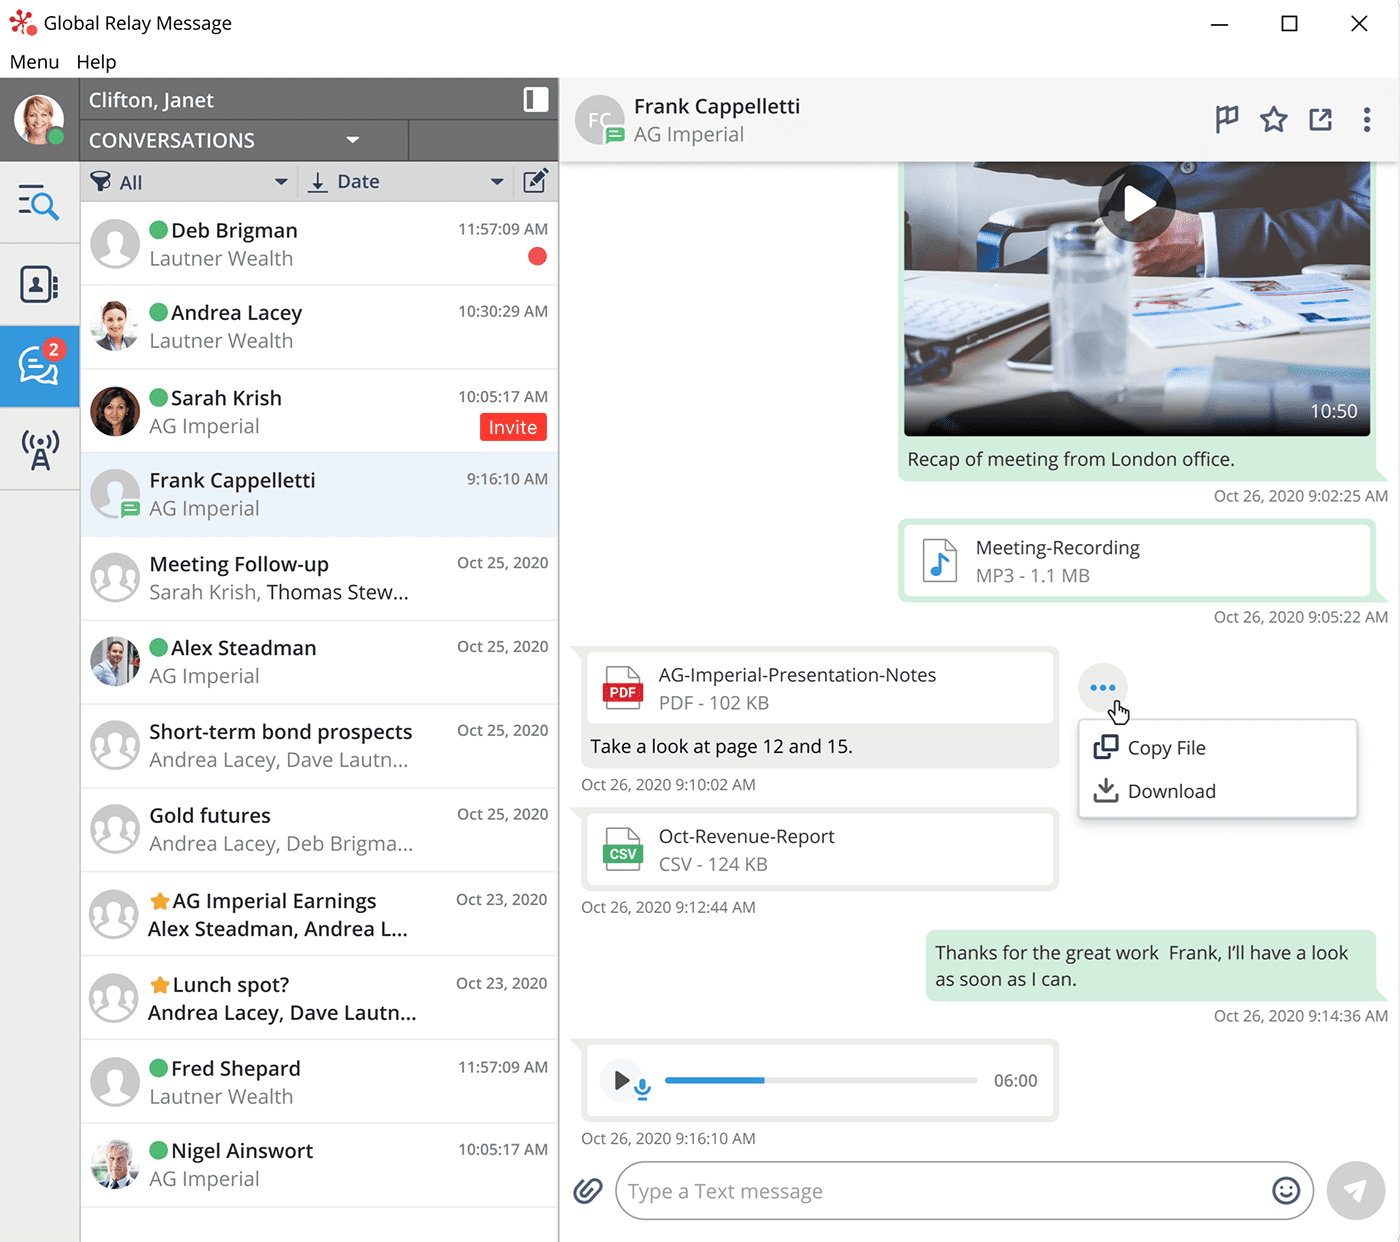 Global Relay Message
Menu Help
Clifton, Janet
CONVERSATIONS
All
Date
2
Deb Brigman
11:57:09 AM
Lautner Wealth
Andrea Lacey
10:30:29 AM
Lautner Wealth
Sarah Krish
10:05:17 AM
AG Imperial
Invite
Frank Cappelletti
9:16:10 AM
AG Imperial
Meeting Follow-up
Oct 25, 2020
Sarah Krish, Thomas Stew...
Alex Steadman
Oct 25, 2020
AG Imperial
Short-term bond prospects
Oct 25, 2020
Andrea Lacey, Dave Lautn...
Gold futures
Oct 25, 2020
Andrea Lacey, Deb Brigma...
AG Imperial Earnings
Oct 23, 2020
Alex Steadman, Andrea L...
Lunch spot?
Oct 23, 2020
Andrea Lacey, Dave Lautn...
Fred Shepard
11:57:09 AM
Lautner Wealth
Nigel Ainswort
10:05:17 AM
AG Imperial
FC
Frank Cappelletti
AG Imperial
10:50
Recap of meeting from London office.
Oct 26, 2020 9:02:25 AM
Meeting-Recording
MP3 - 1.1 MB
Oct 26, 2020 9:05:22 AM
PDF
AG-Imperial-Presentation-Notes
PDF - 102 KB
Take a look at page 12 and 15.
Oct 26, 2020 9:10:02 AM
Copy File
Download
CSV
Oct-Revenue-Report
CSV - 124 KB
Oct 26, 2020 9:12:44 AM
Thanks for the great work  Frank, I’ll have a look
as soon as I can.
Oct 26, 2020 9:14:36 AM
06:00
Oct 26, 2020 9:16:10 AM
Type a Text message